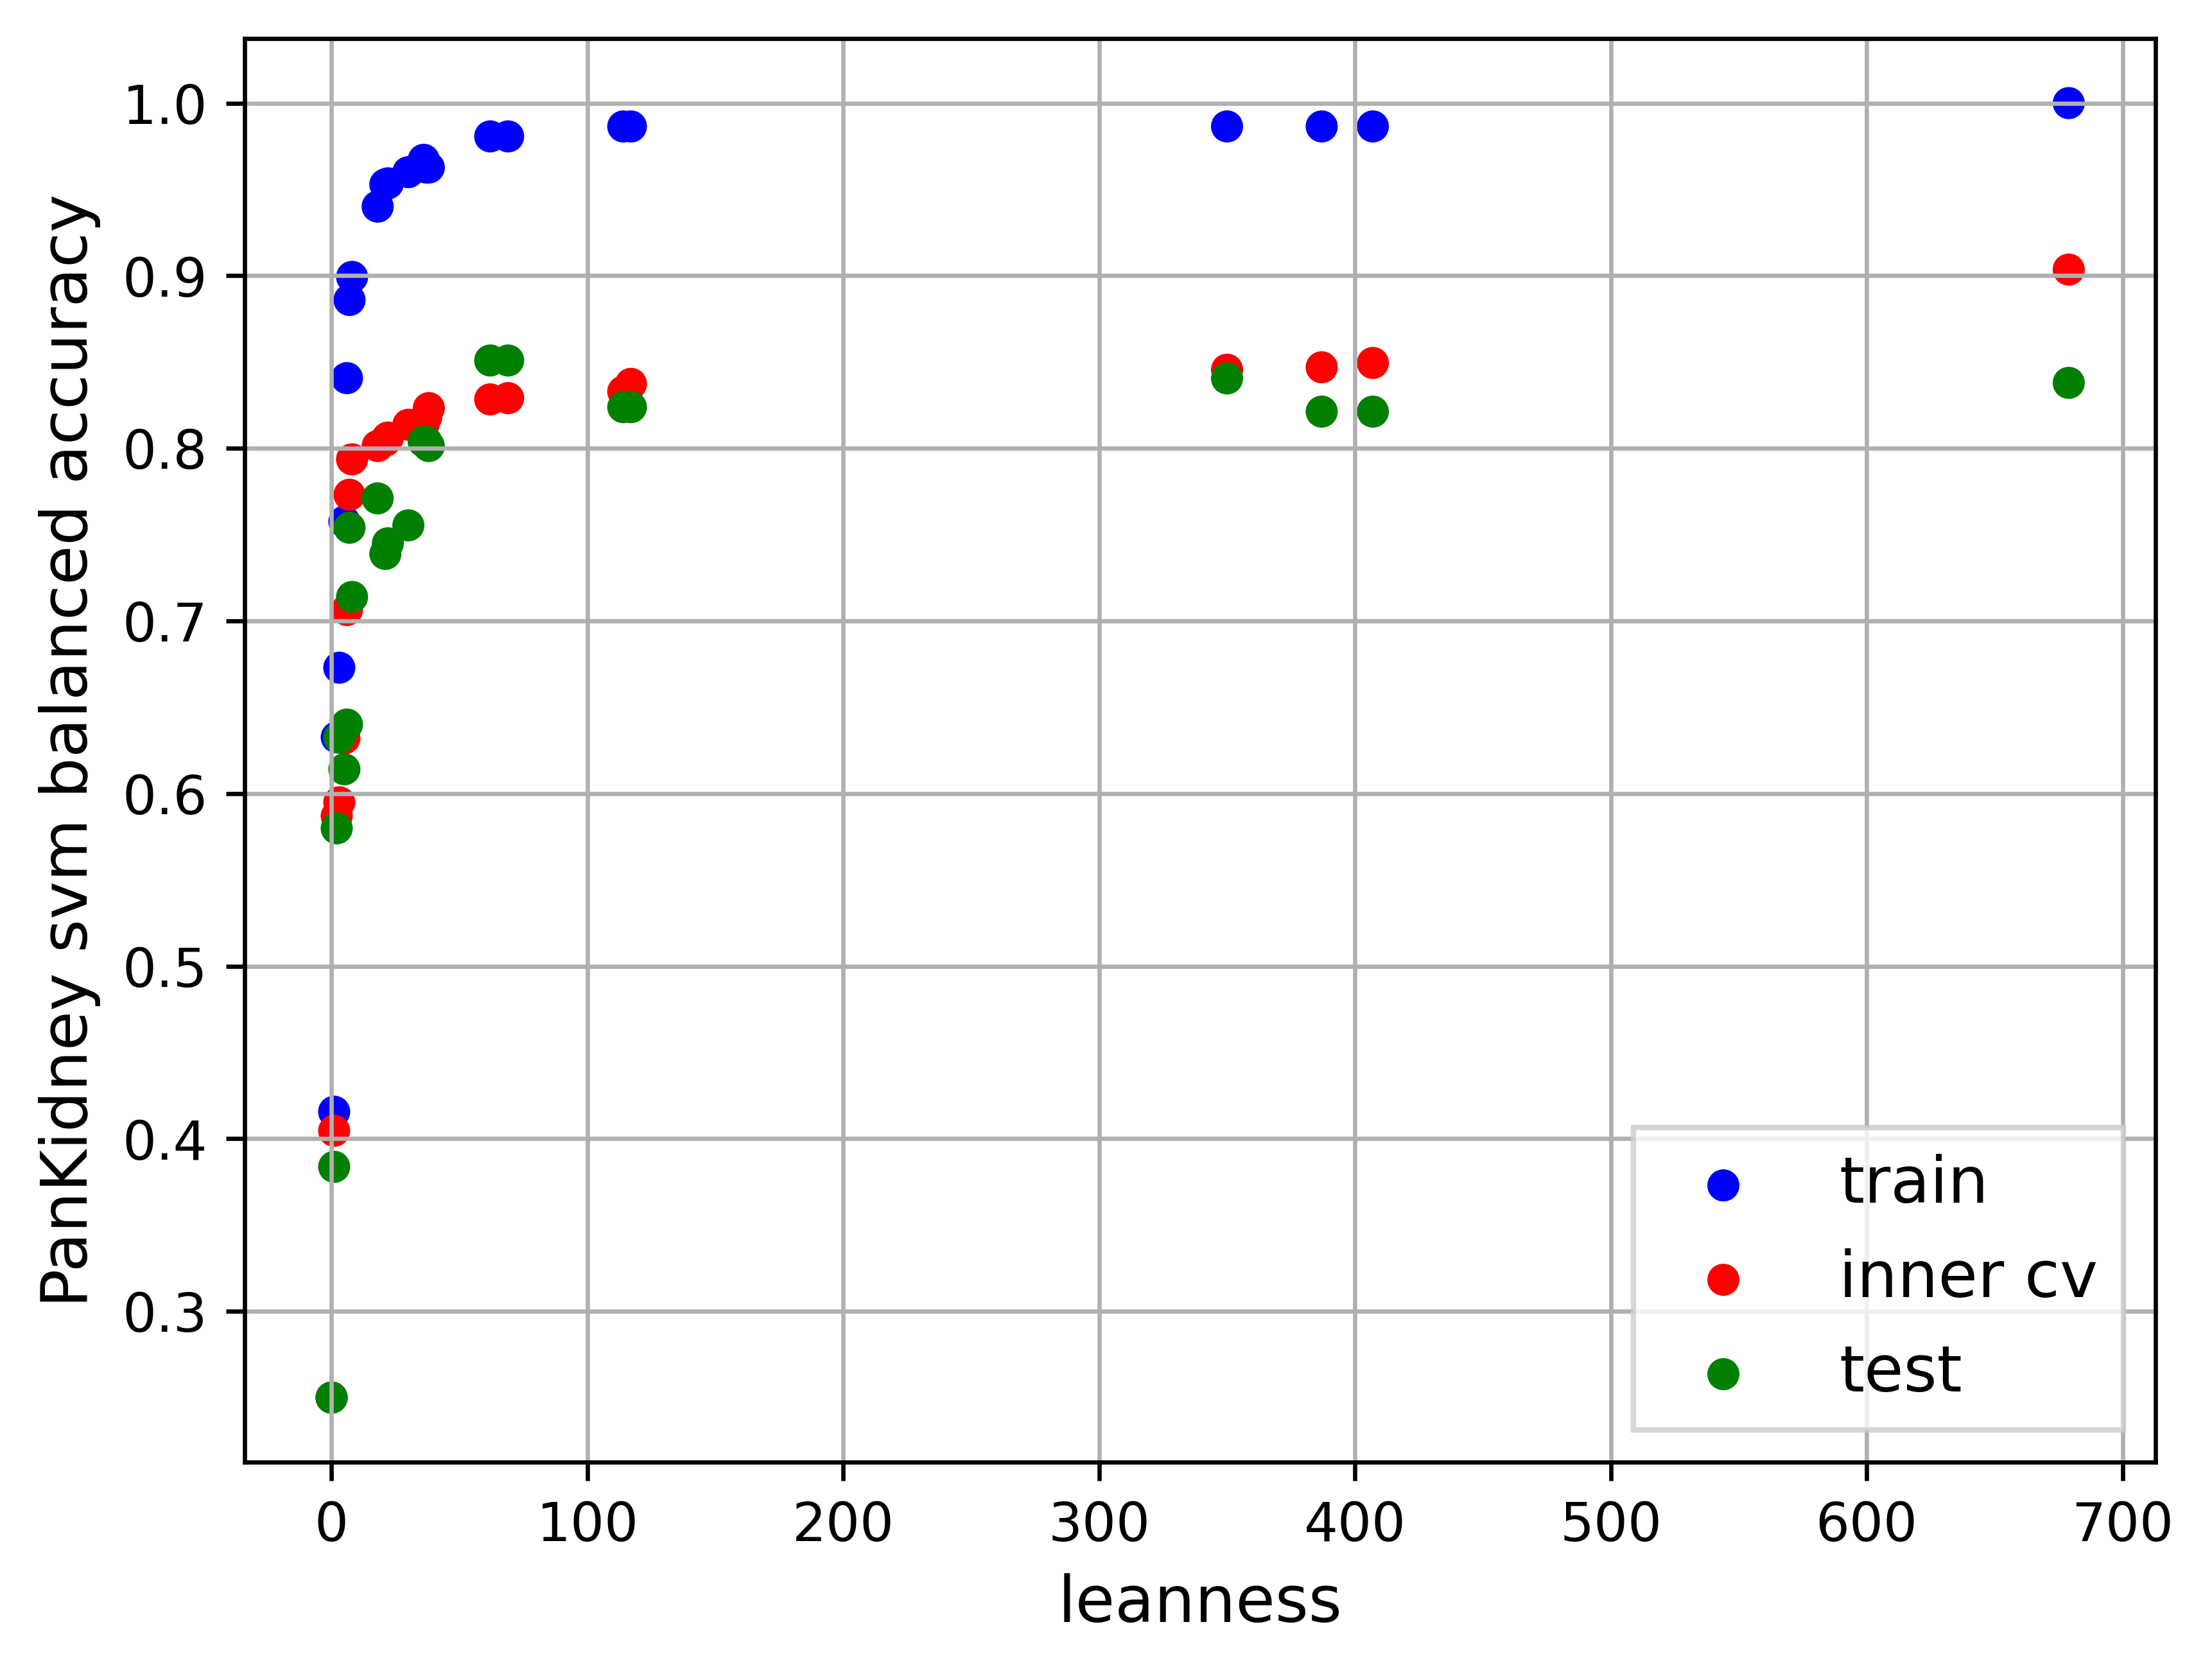 PanKidney svm balanced accuracy
1.0
0.9
0.8
0.7
0.6
0.5
0.4
0.3
train
inner cv
test
0 100 200 300 400 500 600 700
leanness